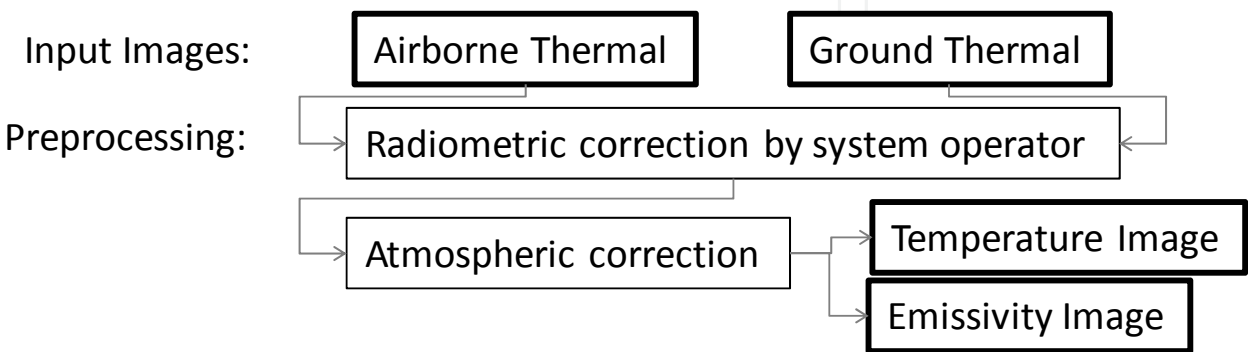 Input Images:
Airborne Thermal
Ground Thermal
Preprocessing:
Radiometric correction by system operator
Atmospheric correction
Temperature Image
Emissivity Image